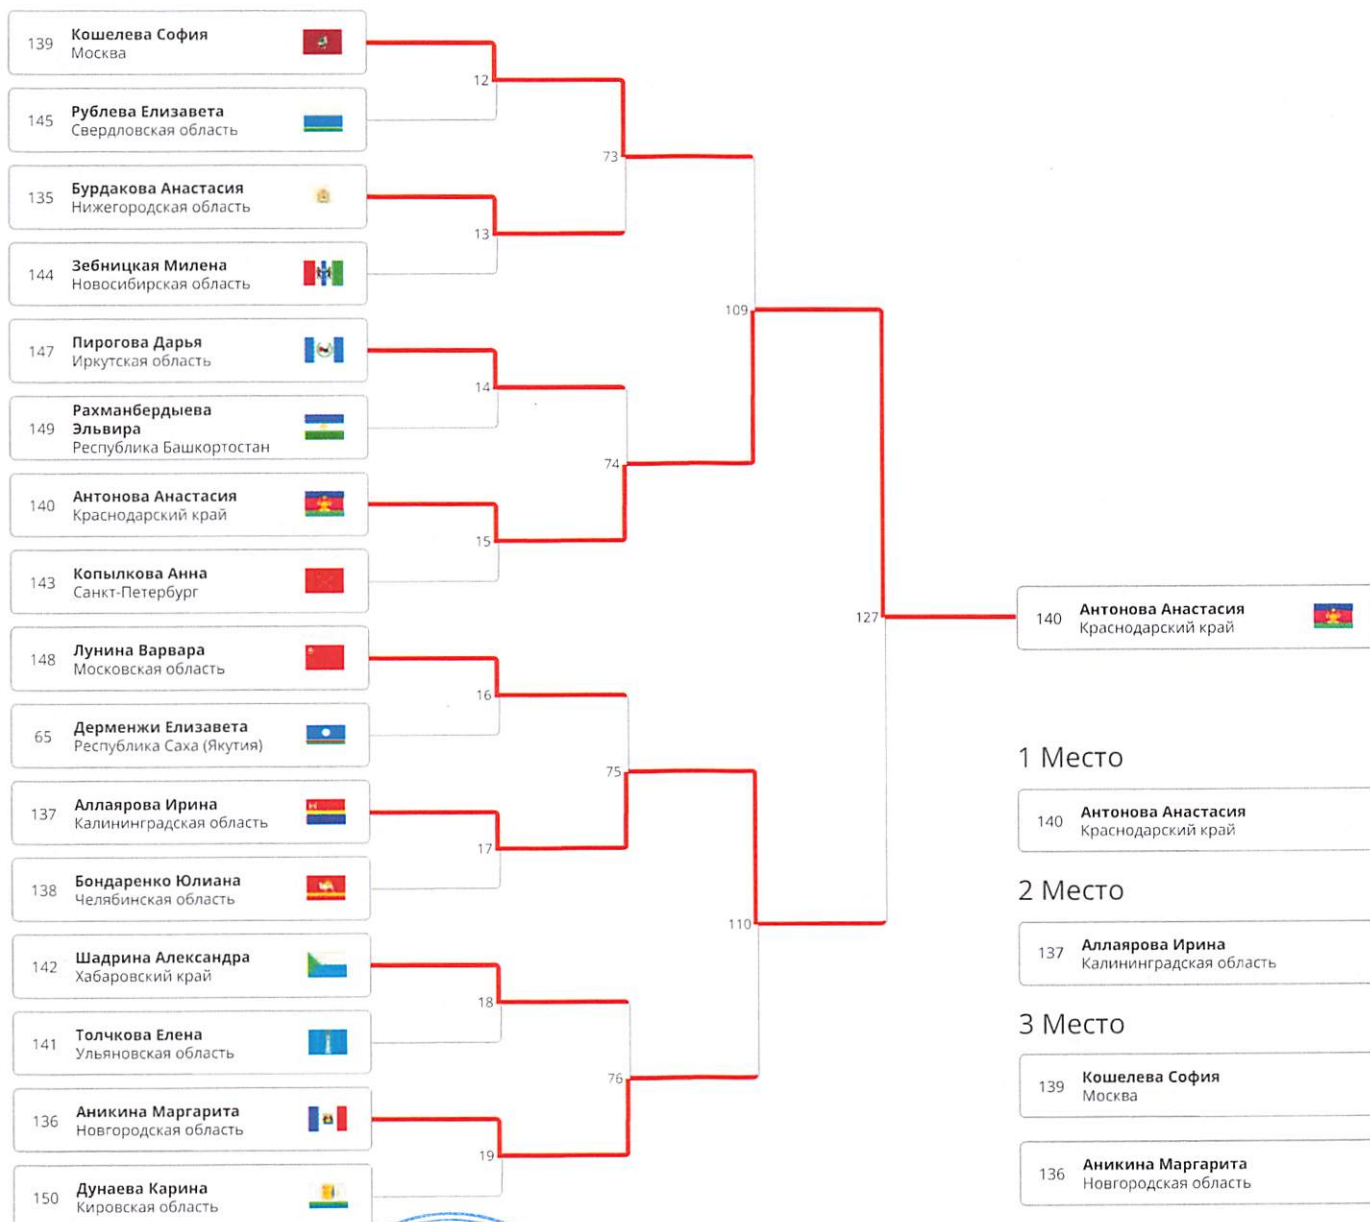 139
Кошелева София
Москва
145
Рублева Елизавета
Свердловская область
135
Бурдакова Анастасия
Нижегородская область
144
Зебницкая Милена
Новосибирская область
147
Пирогова Дарья
Иркутская область
149
Рахманбердыева
Эльвира
Республика Башкортостан
140
Антонова Анастасия
Краснодарский край
143
Копылкова Анна
Санкт-Петербург
148
Лунина Варвара
Московская область
65
Дерменжи Елизавета
Республика Саха (Якутия)
137
Аллаярова Ирина
Калининградская область
138
Бондаренко Юлиана
Челябинская область
142
Шадрина Александра
Хабаровский край
141
Толчкова Елена
Ульяновская область
136
Аникина Маргарита
Новгородская область
150
Дунаева Карина
Кировская область
12
13
14
15
16
17
18
19
73
74
75
76
109
110
127
140
Антонова Анастасия
Краснодарский край
1 Место
140
Антонова Анастасия
Краснодарский край
2 Место
137
Аллаярова Ирина
Калининградская область
3 Место
139
Кошелева София
Москва
136
Аникина Маргарита
Новгородская область